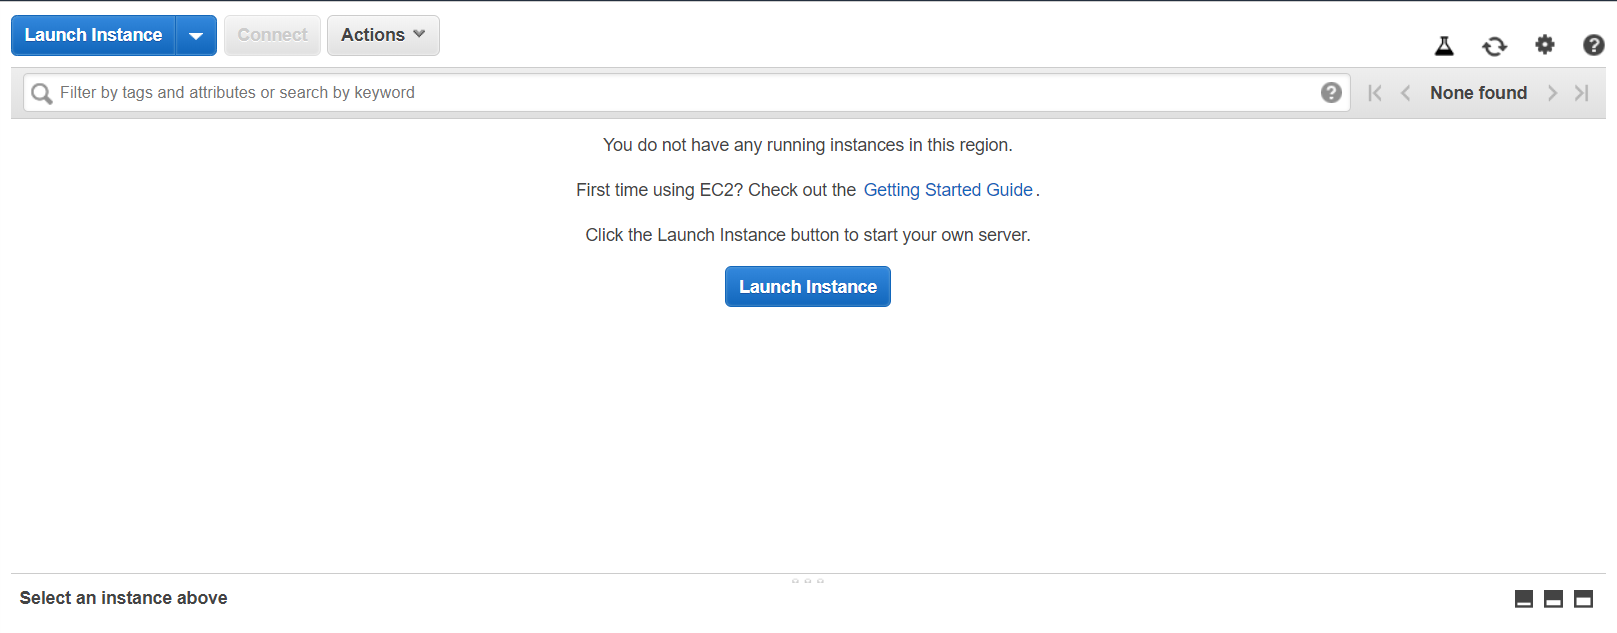 Launch Instance
Connect
Actions
Filter by tags and attributes or search by keyword
None found
You do not have any running instances in this region.
First time using EC2? Check out the Getting Started Guide.
Click the Launch Instance button to start your own server.
Launch Instance
Select an instance above